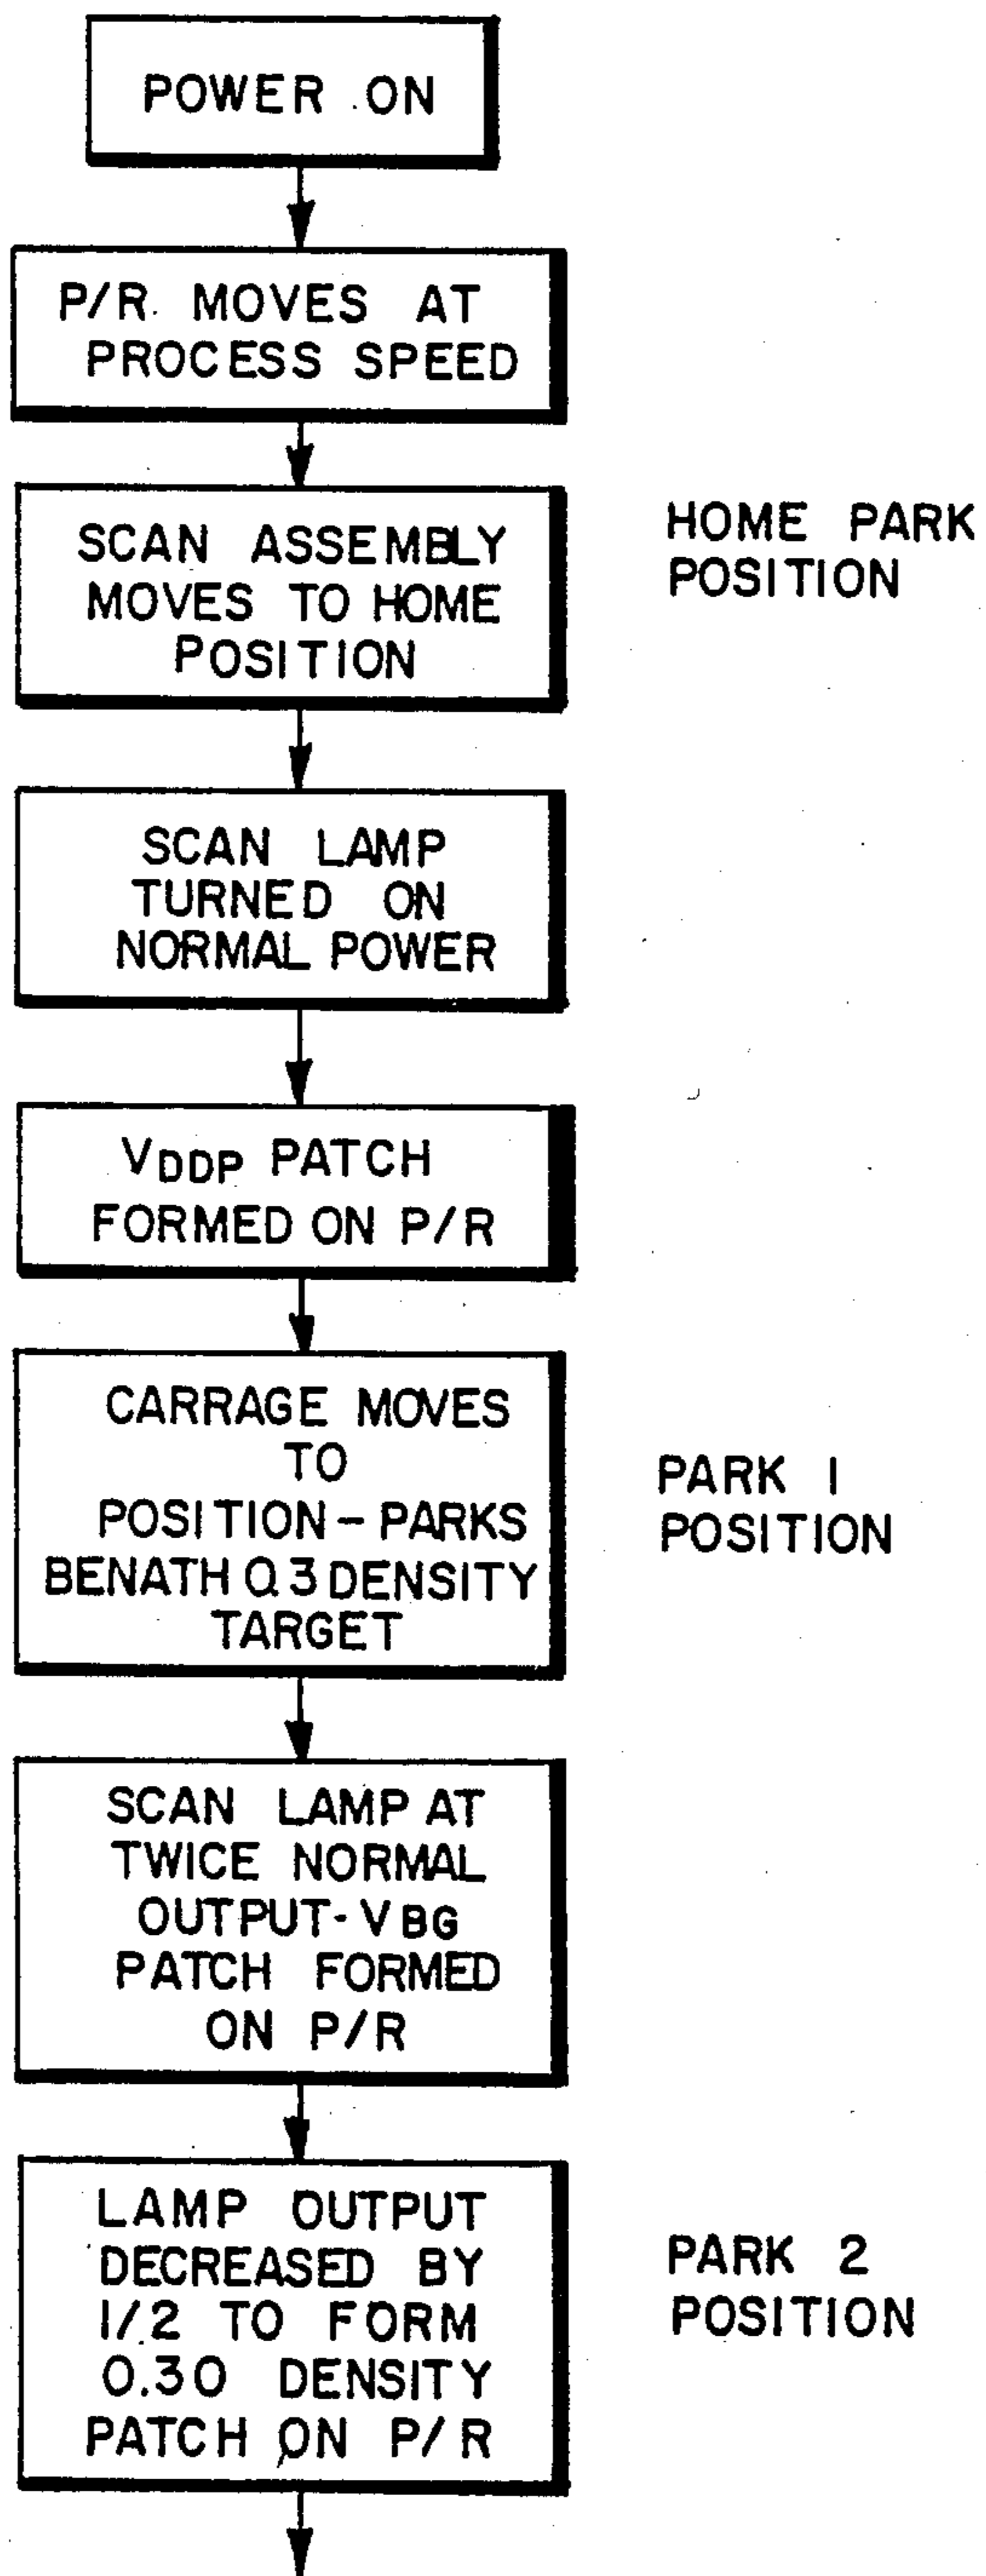 POWER ON
P/R MOVES AT
PROCESS SPEED
SCAN ASSEMBLY
MOVES TO HOME
POSITION
HOME PARK
POSITION
SCAN LAMP
TURNED ON
NORMAL POWER
VDDP PATCH
FORMED ON P/R
CARRAGE MOVES
TO
POSITION - PARKS
BENATH 0.3 DENSITY
TARGET
PARK 1
POSITION
SCAN LAMP AT
TWICE NORMAL
OUTPUT-VBG
PATCH FORMED
ON P/R
LAMP OUTPUT
DECREASED BY
1/2 TO FORM
0.30 DENSITY
PATCH ON P/R
PARK 2
POSITION